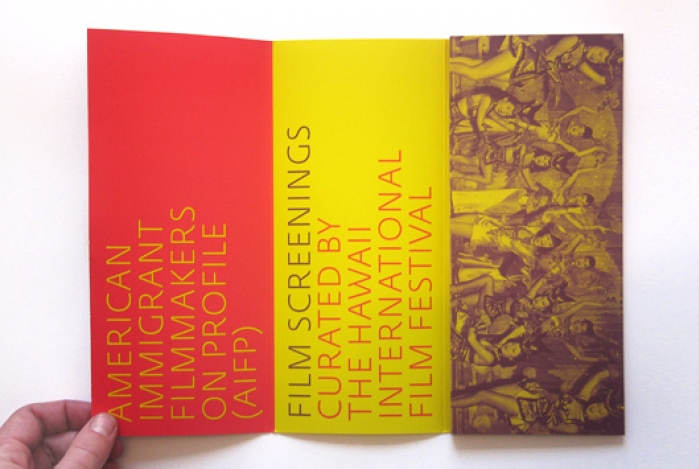 AMERICAN
IMMIGRANT
FILMMAKERS
ON PROFILE
(AIFP)
FILM SCREENINGS
CURATED BY
THE HAWAII
INTERNATIONAL
FILM FESTIVAL